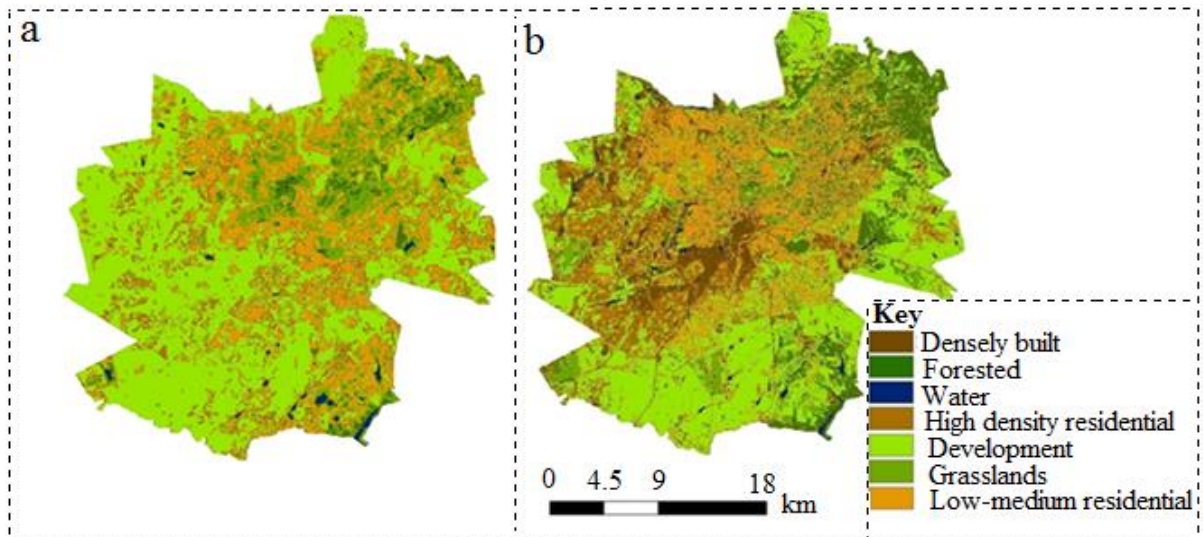 a
b
Key
Densely built
Forested
Water
High density residential
Development
Grasslands
Low-medium residential
0 4.5 9 18
km